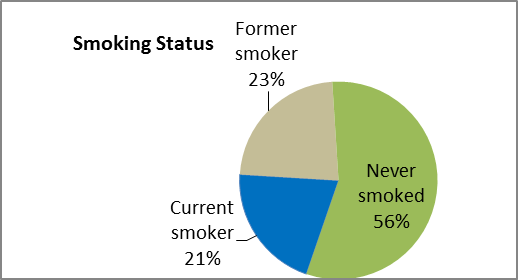 Smoking Status
Former
smoker
23%
Never
smoked
56%
Current
smoker
21%